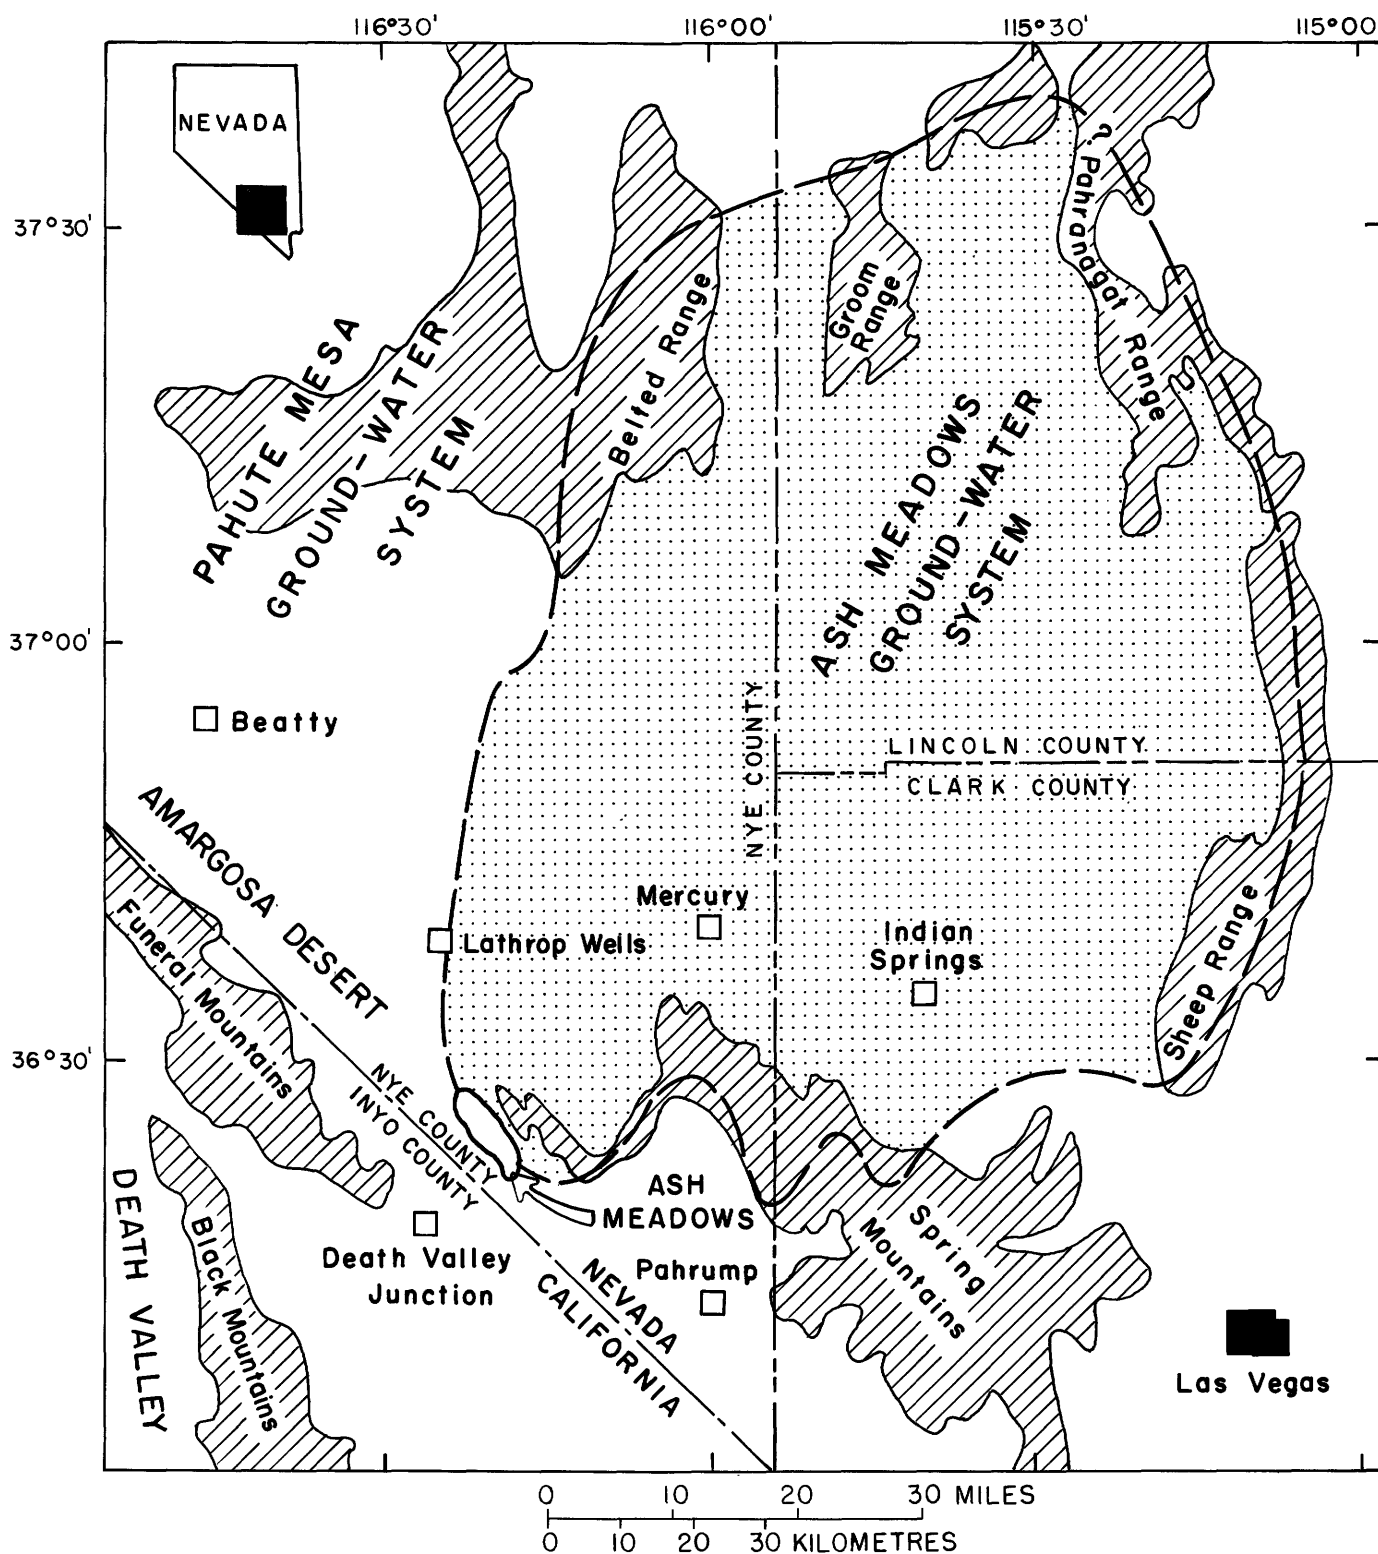 116°30' 116°00' 115°30' 115°00'
NEVADA
?
37°30'
Pahranagat Range
Groom
Range
Belted Range
PAHUTE MESA
GROUND-WATER
SYSTEM
ASH MEADOWS
GROUND-WATER
SYSTEM
37°00'
Beatty
NYE COUNTY
LINCOLN COUNTY
CLARK COUNTY
AMARGOSA DESERT
Mercury
Lathrop Wells
Indian
Springs
Sheep Range
Funeral Mountains
36°30'
NYE COUNTY
INYO COUNTY
ASH
MEADOWS
DEATH VALLEY
Black Mountains
Death Valley
Junction
Pahrump
Spring
Mountains
NEVADA
CALIFORNIA
Las Vegas
0 10 20 30 MILES
0 10 20 30 KILOMETRES